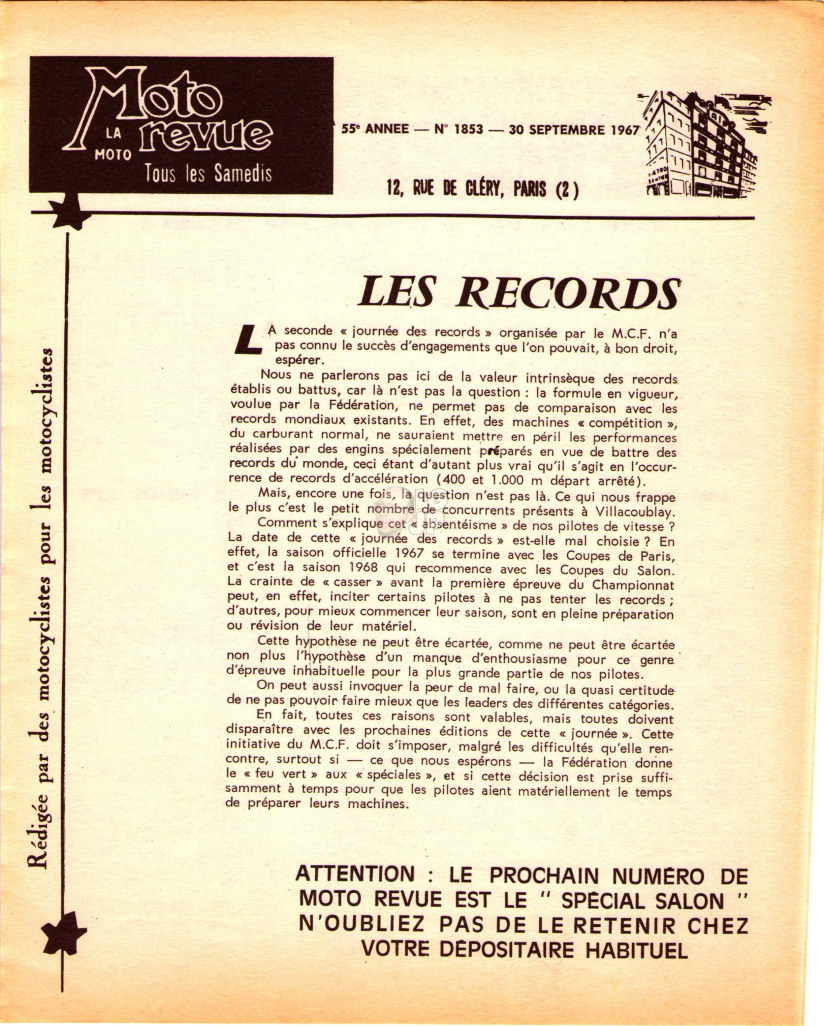 Moto
LA
MOTO
revue
Tous les Samedis
55e ANNEE — N° 1853 — 30 SEPTEMBRE 1967
12, RUE DE CLÉRY, PARIS (2)
Rédigée par des motocyclistes pour les motocyclistes
LES RECORDS
LA seconde « journée des records » organisée par le M.C.F. n'a
pas connu le succès d'engagements que l'on pouvait, à bon droit,
espérer.
Nous ne parlerons pas ici de la valeur intrinsèque des records
établis ou battus, car là n'est pas la question : la formule en vigueur,
voulue par la Fédération, ne permet pas de comparaison avec les
records mondiaux existants. En effet, des machines « compétition »,
du carburant normal, ne sauraient mettre en péril les performances
réalisées par des engins spécialement préparés en vue de battre des
records du monde, ceci étant d'autant plus vrai qu'il s'agit en l'occur-
rence de records d'accélération (400 et 1.000 m départ arrêté).
Mais, encore une fois, la question n'est pas là. Ce qui nous frappe
le plus c'est le petit nombre de concurrents présents à Villacoublay.
Comment s'explique cet « absentéisme » de nos pilotes de vitesse ?
La date de cette « journée des records » est-elle mal choisie ? En
effet, la saison officielle 1967 se termine avec les Coupes de Paris,
et c'est la saison 1968 qui recommence avec les Coupes du Salon.
La crainte de « casser » avant la première épreuve du Championnat
peut, en effet, inciter certains pilotes à ne pas tenter les records ;
d'autres, pour mieux commencer leur saison, sont en pleine préparation
ou révision de leur matériel.
Cette hypothèse ne peut être écartée, comme ne peut être écartée
non plus l'hypothèse d'un manque d'enthousiasme pour ce genre
d'épreuve inhabituelle pour la plus grande partie de nos pilotes.
On peut aussi invoquer la peur de mal faire, ou la quasi certitude
de ne pas pouvoir faire mieux que les leaders des différentes catégories.
En fait, toutes ces raisons sont valables, mais toutes doivent
disparaître avec les prochaines éditions de cette « journée ». Cette
initiative du M.C.F. doit s'imposer, malgré les difficultés qu'elle ren-
contre, surtout si — ce que nous espérons — la Fédération donne
le « feu vert » aux « spéciales », et si cette décision est prise suffi-
samment à temps pour que les pilotes aient matériellement le temps
de préparer leurs machines.
ATTENTION : LE PROCHAIN NUMÉRO DE
MOTO REVUE EST LE " SPÉCIAL SALON "
N'OUBLIEZ PAS DE LE RETENIR CHEZ
VOTRE DÉPOSITAIRE HABITUEL